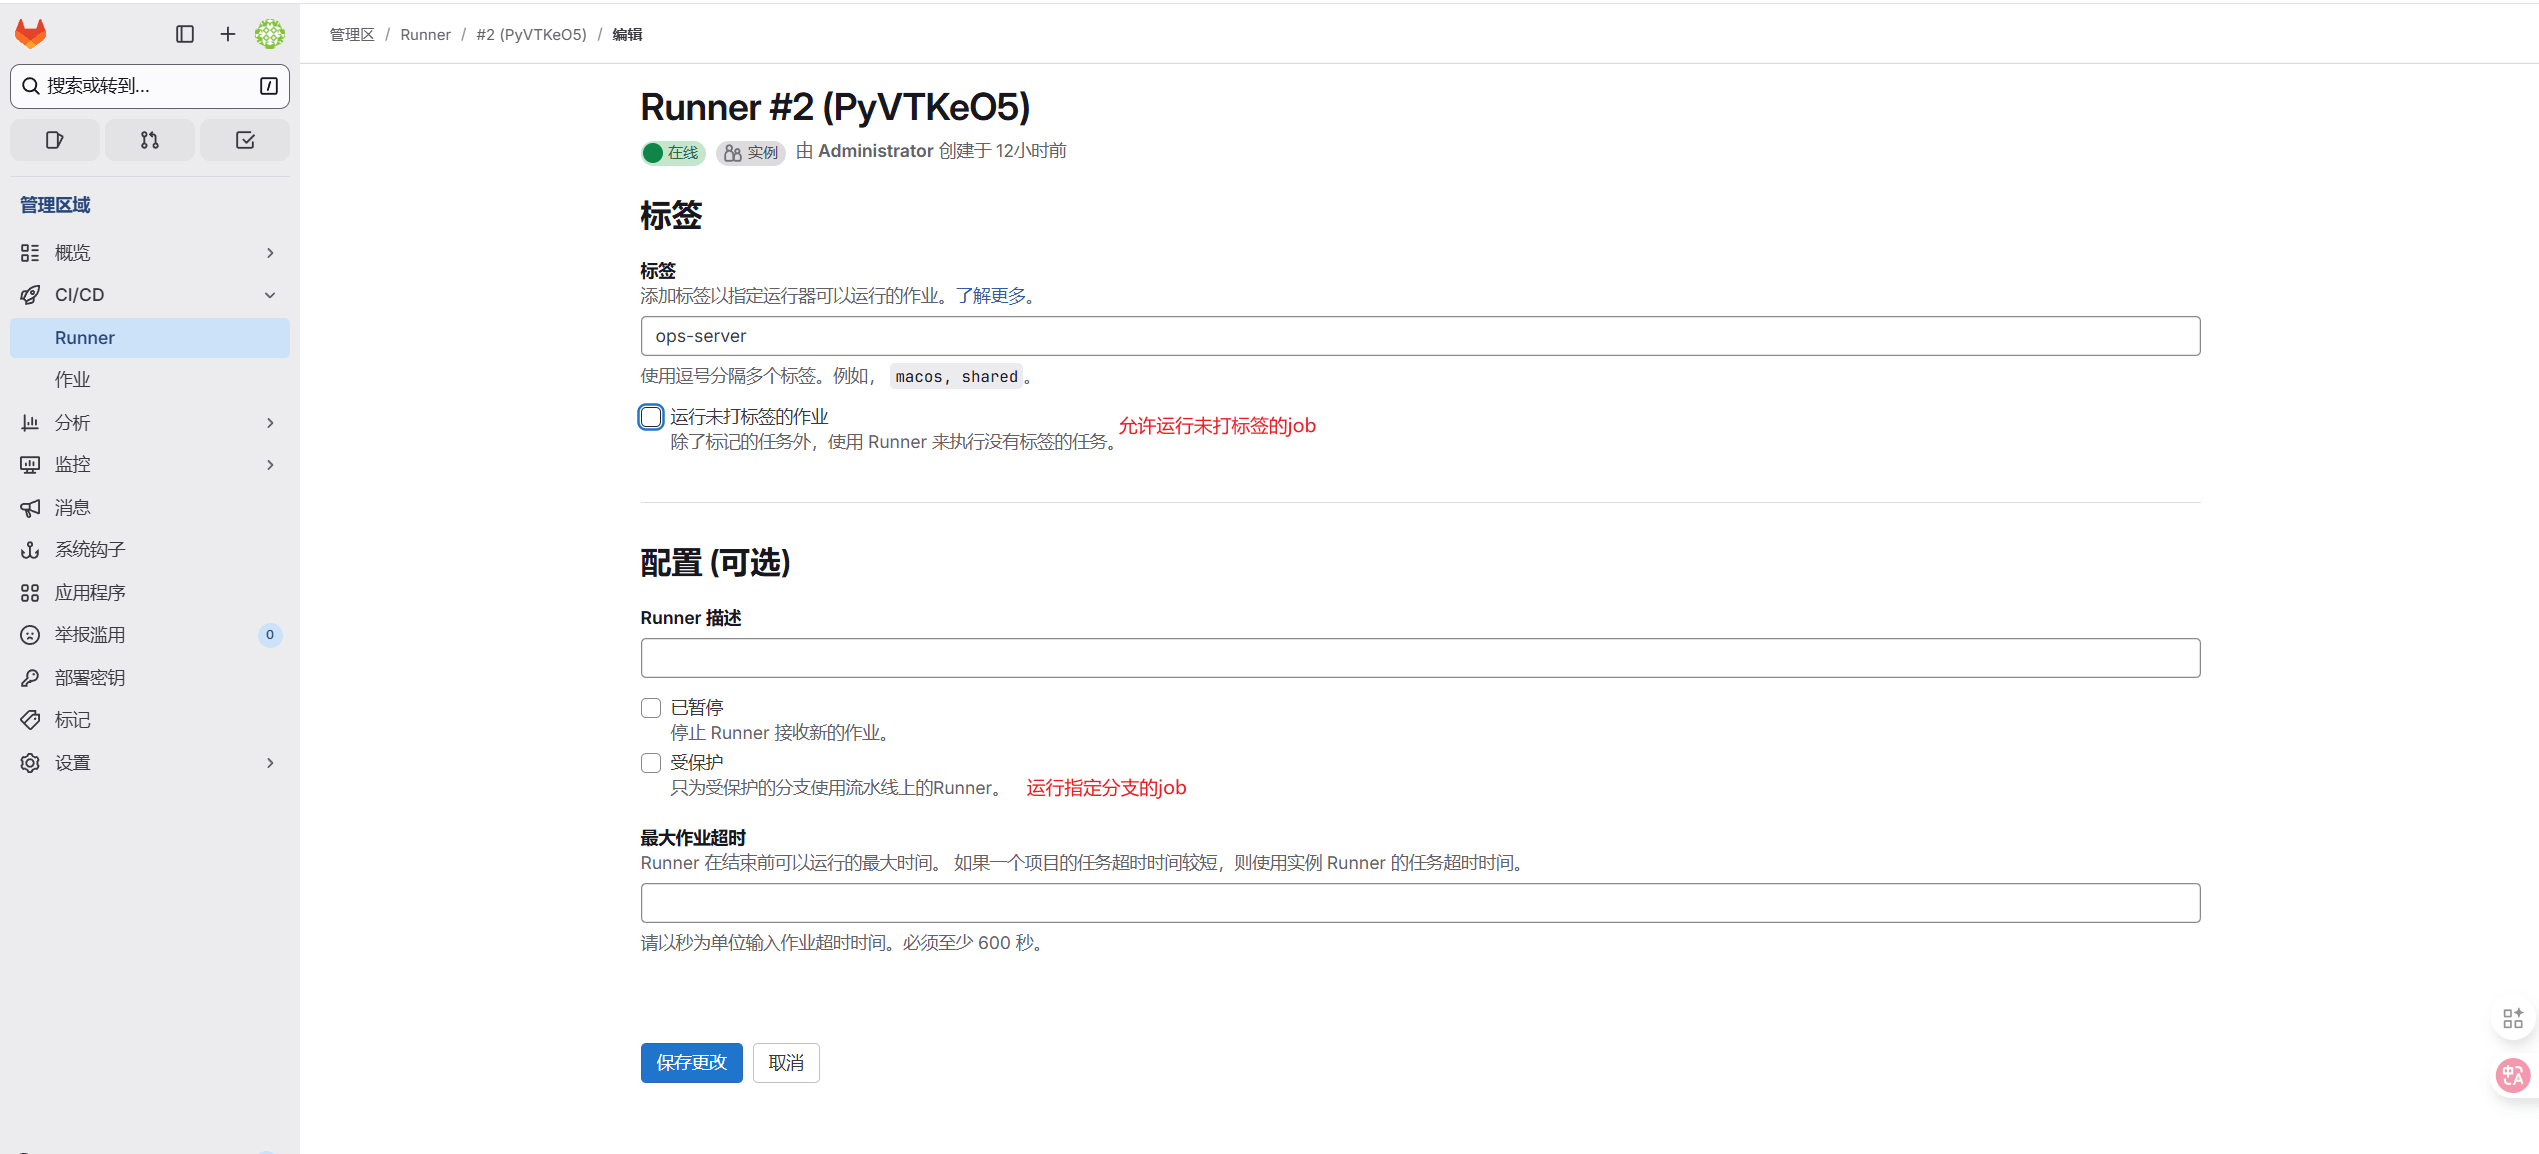 管理区 / Runner / #2 (PyVTKeO5) / 编辑
搜索或转到...
管理区域
概览
CI/CD
Runner
作业
分析
监控
消息
系统钩子
应用程序
举报滥用 0
部署密钥
标记
设置
Runner #2 (PyVTKeO5)
在线 实例 由 Administrator 创建于 12小时前
标签
标签
添加标签以指定运行器可以运行的作业。了解更多。
ops-server
使用逗号分隔多个标签。例如， macos, shared 。
运行未打标签的作业
除了标记的任务外，使用 Runner 来执行没有标签的任务。
允许运行未打标签的job
配置 (可选)
Runner 描述
已暂停
停止 Runner 接收新的作业。
受保护
只为受保护的分支使用流水线上的Runner。
运行指定分支的job
最大作业超时
Runner 在结束前可以运行的最大时间。 如果一个项目的任务超时时间较短，则使用实例 Runner 的任务超时时间。
请以秒为单位输入作业超时时间。必须至少 600 秒。
保存更改 取消